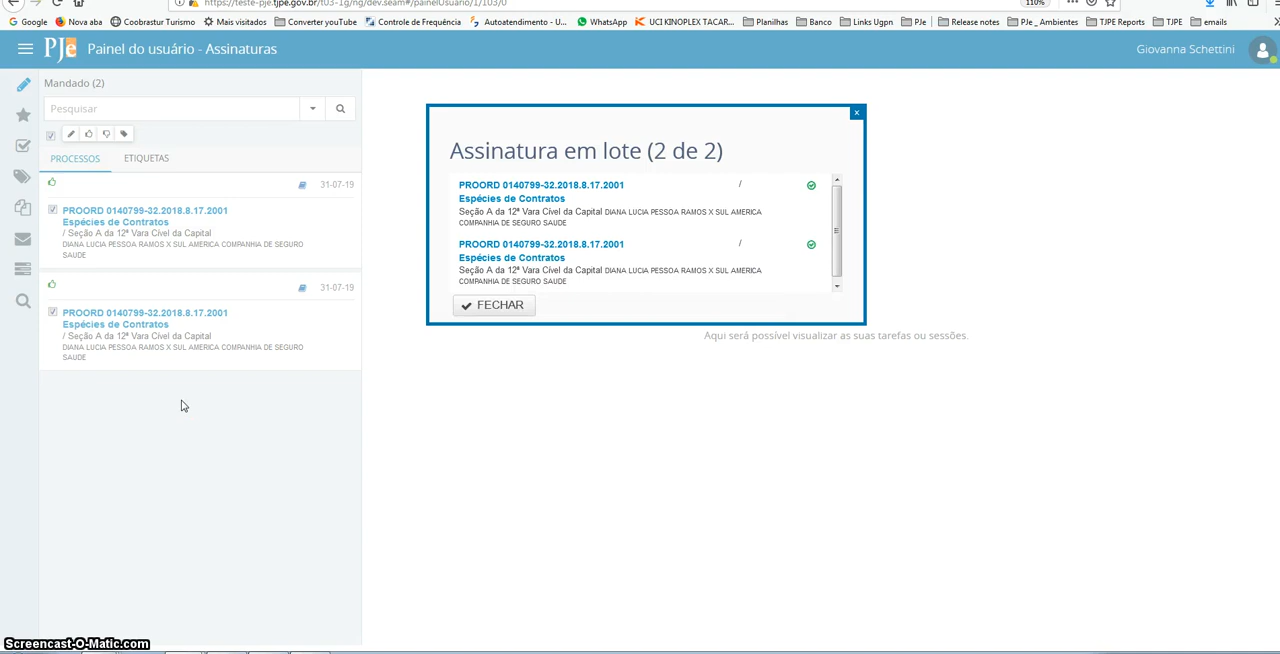 https://teste-pje.tjpe.gov.br/t03-1g/ng/dev.seam#/painelUsuario/1/103/0
110%
Google Nova aba Coobrastur Turismo Mais visitados Converter youTube Controle de Frequência Autoatendimento - U... WhatsApp UCI KINOPLEX TACAR... Planilhas Banco Links Ugpn PJe Release notes PJe _Ambientes TJPE Reports TJPE emails
PJe Painel do usuário - Assinaturas
Giovanna Schettini
Mandado (2)
Pesquisar
PROCESSOS ETIQUETAS
31-07-19
PROORD 0140799-32.2018.8.17.2001
Espécies de Contratos
/ Seção A da 12ª Vara Cível da Capital
DIANA LUCIA PESSOA RAMOS X SUL AMERICA COMPANHIA DE SEGURO
SAUDE
31-07-19
PROORD 0140799-32.2018.8.17.2001
Espécies de Contratos
/ Seção A da 12ª Vara Cível da Capital
DIANA LUCIA PESSOA RAMOS X SUL AMERICA COMPANHIA DE SEGURO
SAUDE
x
Assinatura em lote (2 de 2)
PROORD 0140799-32.2018.8.17.2001 /
Espécies de Contratos
Seção A da 12ª Vara Cível da Capital DIANA LUCIA PESSOA RAMOS X SUL AMERICA
COMPANHIA DE SEGURO SAUDE
PROORD 0140799-32.2018.8.17.2001 /
Espécies de Contratos
Seção A da 12ª Vara Cível da Capital DIANA LUCIA PESSOA RAMOS X SUL AMERICA
COMPANHIA DE SEGURO SAUDE
FECHAR
Aqui será possível visualizar as suas tarefas ou sessões.
Screencast-O-Matic.com